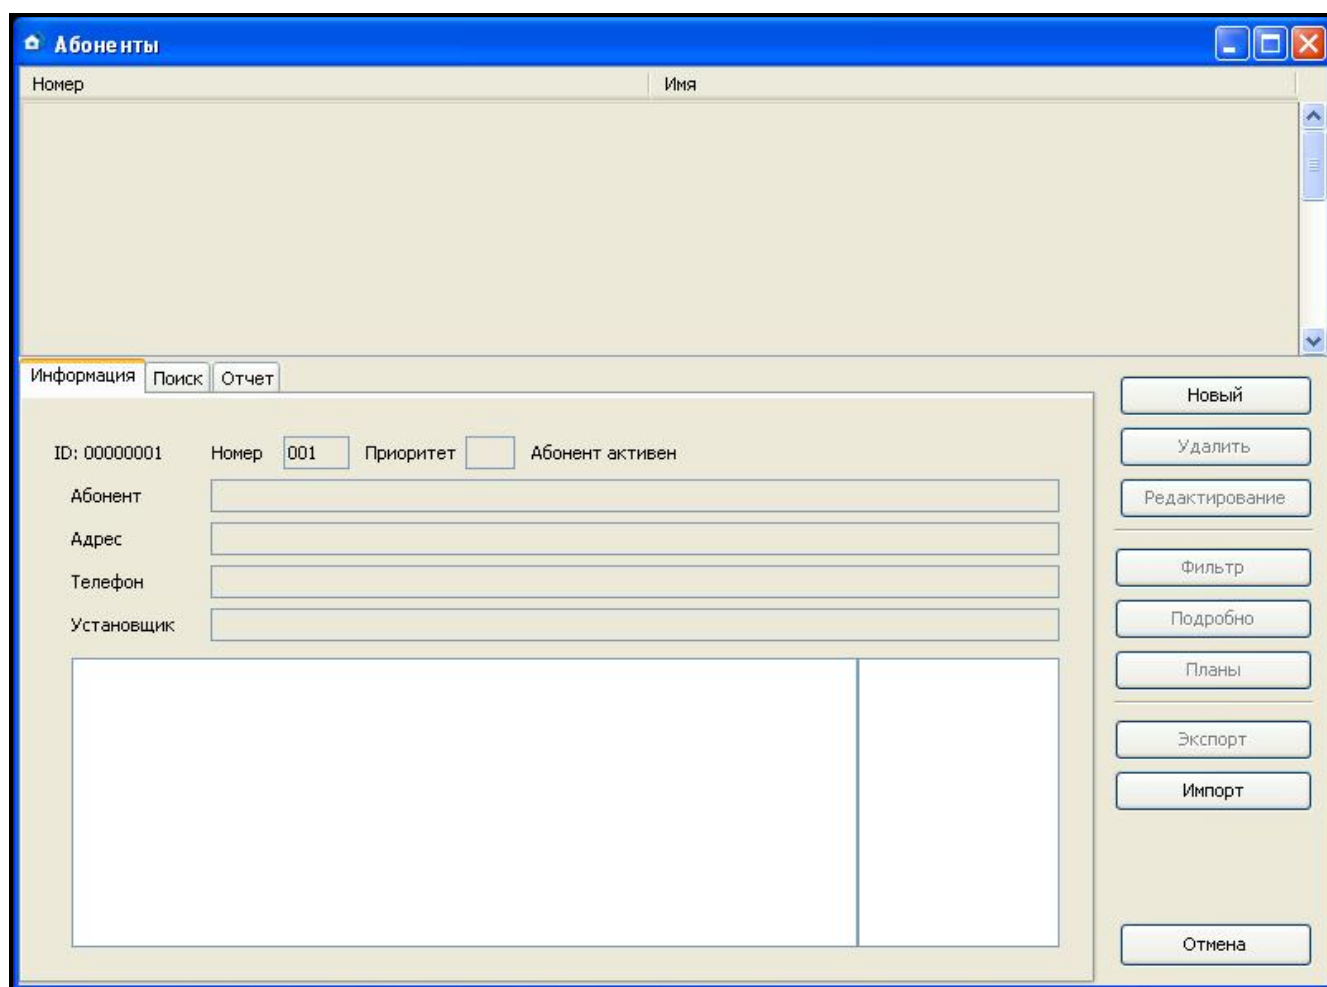 Абоненты
Номер Имя
Информация Поиск Отчет
Новый
Удалить
Редактирование
Фильтр
Подробно
Планы
Экспорт
Импорт
Отмена
ID: 00000001 Номер 001 Приоритет Абонент активен
Абонент
Адрес
Телефон
Установщик